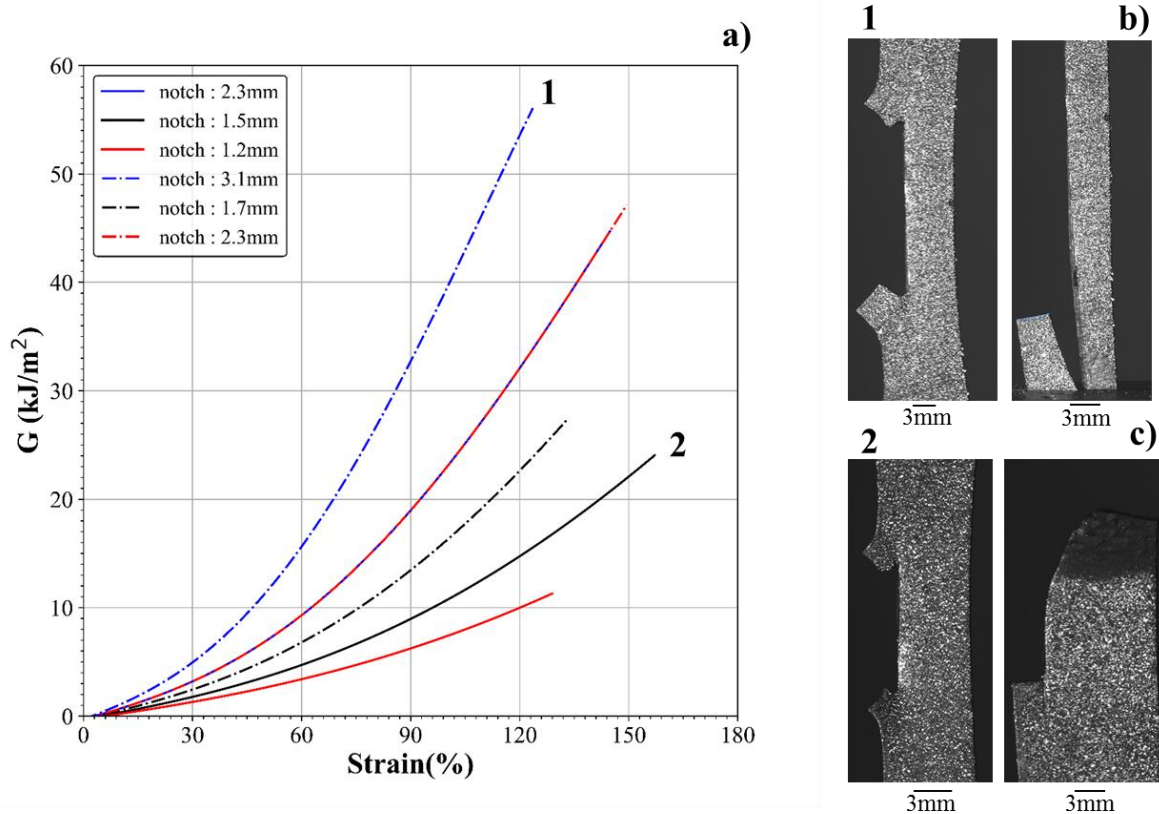 a)
60
50
40
30
20
10
0
G (kJ/m²)
notch : 2.3mm
notch : 1.5mm
notch : 1.2mm
notch : 3.1mm
notch : 1.7mm
notch : 2.3mm
1
2
0 30 60 90 120 150 180
Strain(%)
1 b)
3mm 3mm
2 c)
3mm 3mm